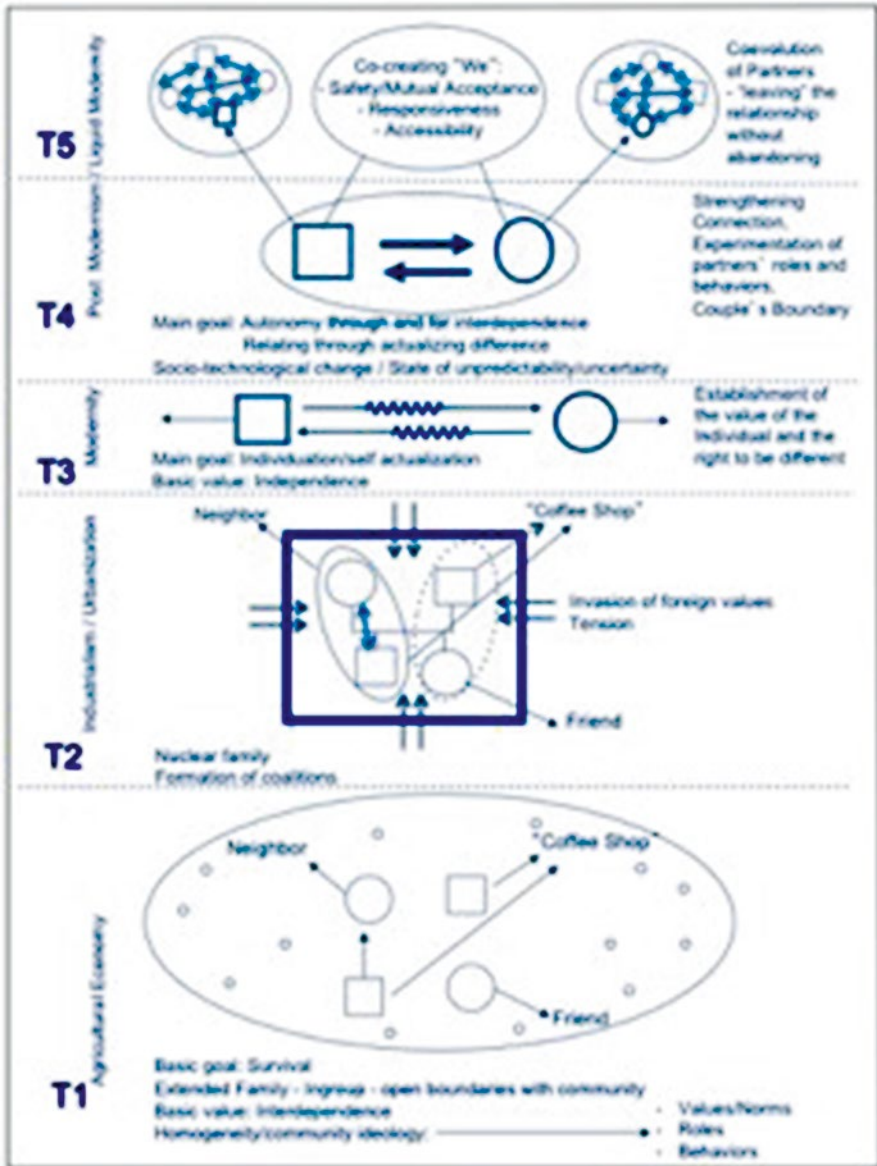 Co-creating "We":
- Safety/Mutual Acceptance
- Responsiveness
- Accessibility
Coevolution
of Partners
- "leaving" the
relationship
without
abandoning
T5
Post Modernism / Liquid Modernity
Strengthening
Connection,
Experimentation of
partners' roles and
behaviors,
Couple's Boundary
T4
Main goal: Autonomy through and for interdependence
Relating through actualizing difference
Socio-technological change / State of unpredictability/uncertainty
Establishment of
the value of the
Individual and the
right to be different
T3
Modernity
Main goal: Individuation/self actualization
Basic value: Independence
Neighbor
"Coffee Shop"
Invasion of foreign values
Tension
Friend
Industrialism / Urbanization
T2
Nuclear family
Formation of coalitions
Neighbor
"Coffee Shop"
Friend
Agricultural Economy
T1
Basic goal: Survival
Extended Family - Ingroup - open boundaries with community
Basic value: Interdependence
Homogeneity/community ideology:
- Values/Norms
- Roles
- Behaviors